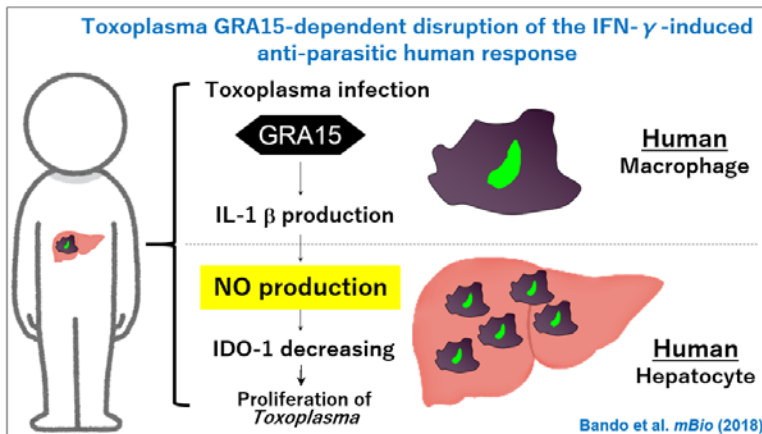 Toxoplasma GRA15-dependent disruption of the IFN-γ-induced
anti-parasitic human response
Toxoplasma infection
GRA15
IL-1 β production
NO production
IDO-1 decreasing
Proliferation of
Toxoplasma
Human
Macrophage
Human
Hepatocyte
Bando et al. mBio (2018)